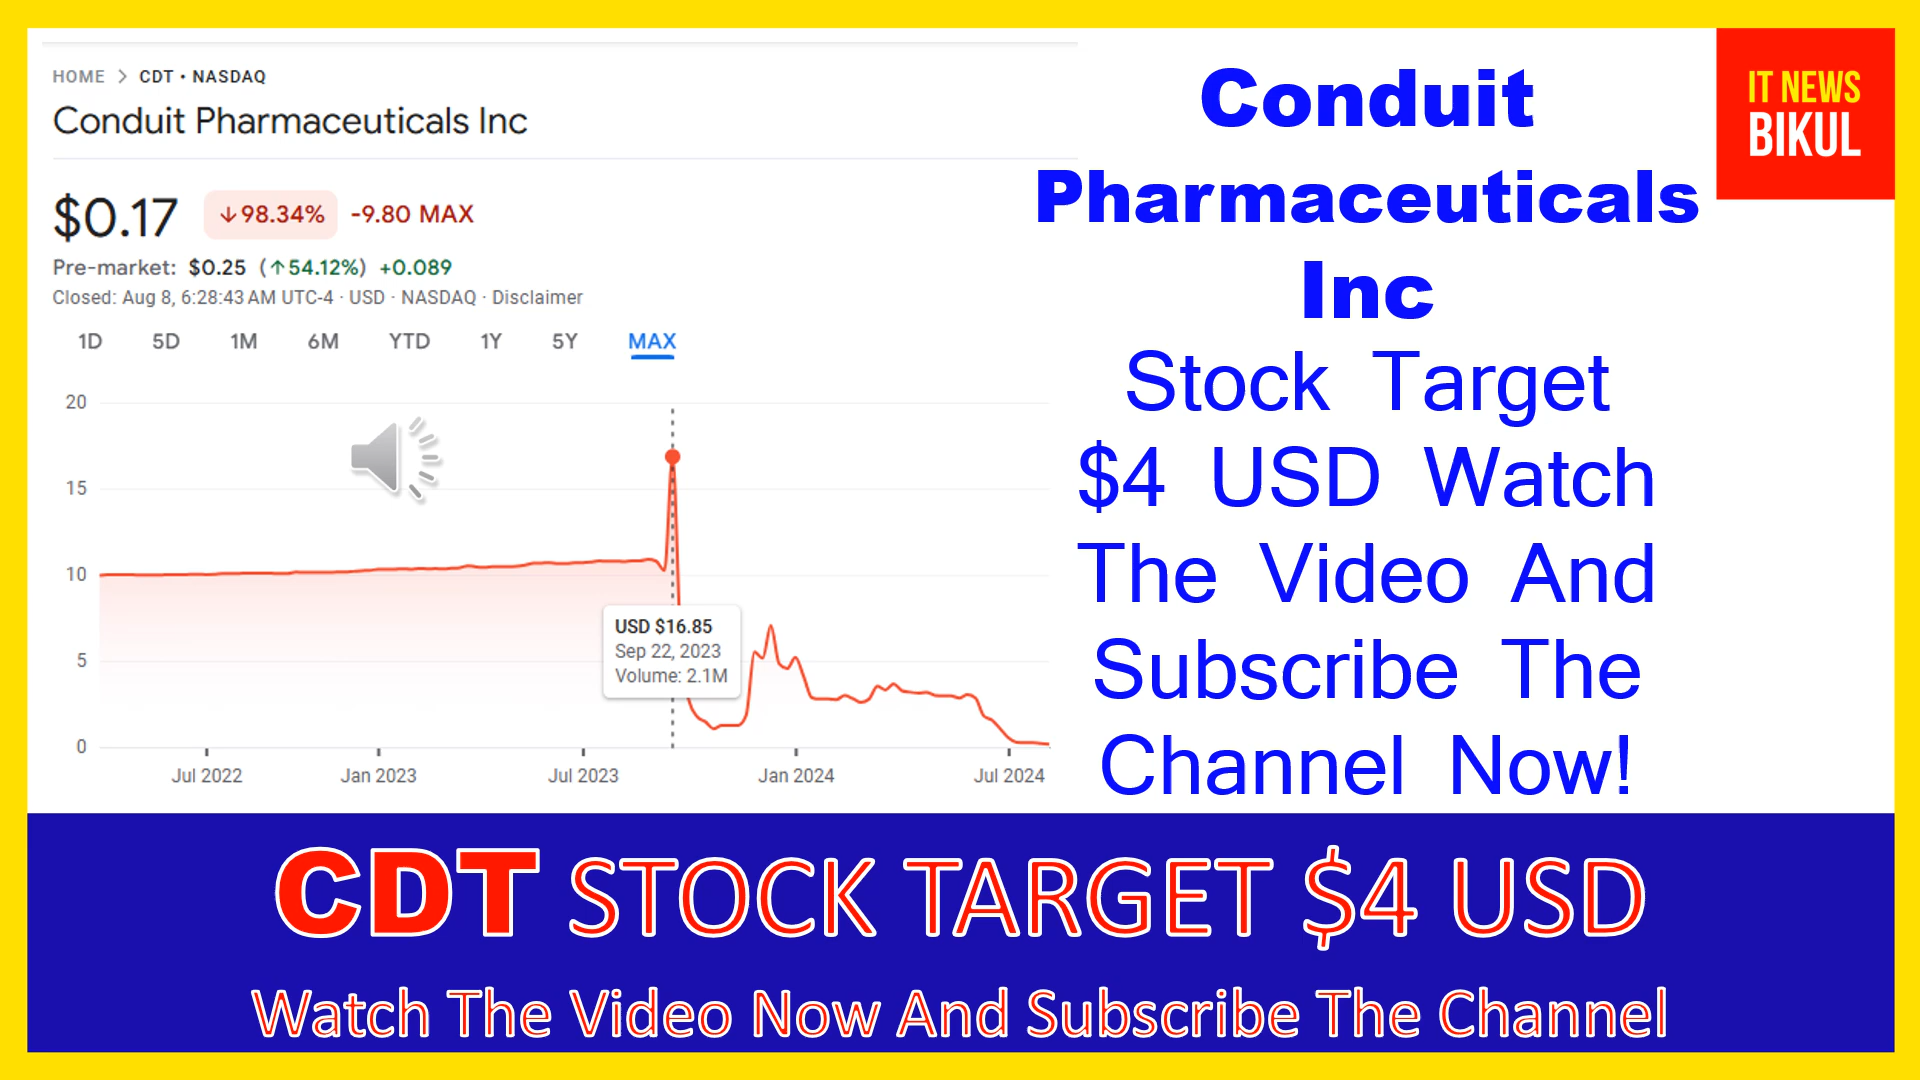 HOME > CDT • NASDAQ
Conduit Pharmaceuticals Inc
$0.17 ↓98.34% -9.80 MAX
Pre-market: $0.25 (↑54.12%) +0.089
Closed: Aug 8, 6:28:43 AM UTC-4 · USD · NASDAQ · Disclaimer
1D 5D 1M 6M YTD 1Y 5Y MAX
20
15
10
5
0
USD $16.85
Sep 22, 2023
Volume: 2.1M
Jul 2022 Jan 2023 Jul 2023 Jan 2024 Jul 2024
Conduit
Pharmaceuticals
Inc
Stock Target
$4 USD Watch
The Video And
Subscribe The
Channel Now!
IT NEWS
BIKUL
CDT STOCK TARGET $4 USD
Watch The Video Now And Subscribe The Channel